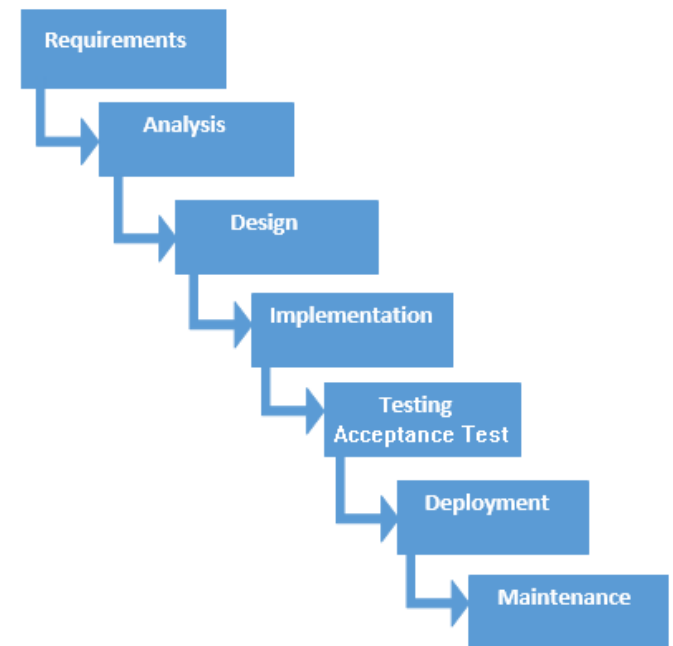 Requirements
Analysis
Design
Implementation
Testing
Acceptance Test
Deployment
Maintenance